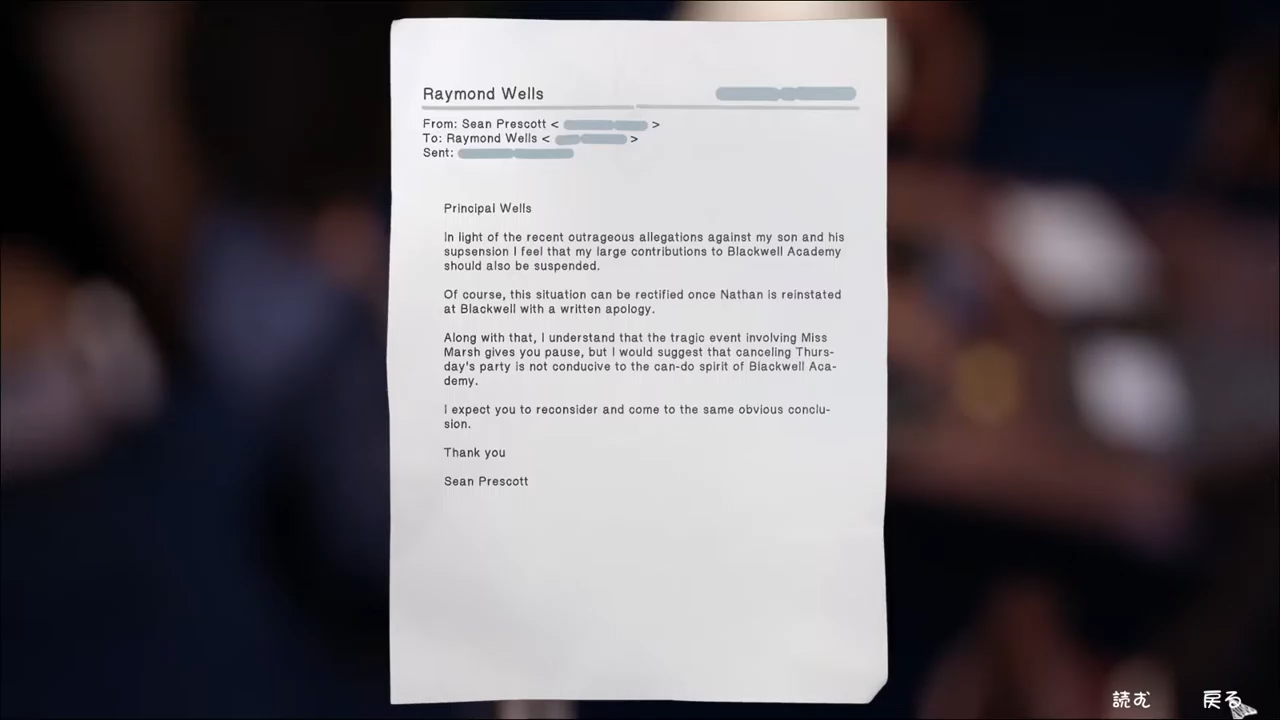 Raymond Wells
From: Sean Prescott < >
To: Raymond Wells < >
Sent:
Principal Wells
In light of the recent outrageous allegations against my son and his
supsension I feel that my large contributions to Blackwell Academy
should also be suspended.
Of course, this situation can be rectified once Nathan is reinstated
at Blackwell with a written apology.
Along with that, I understand that the tragic event involving Miss
Marsh gives you pause, but I would suggest that canceling Thurs-
day's party is not conducive to the can-do spirit of Blackwell Aca-
demy.
I expect you to reconsider and come to the same obvious conclu-
sion.
Thank you
Sean Prescott
読む 戻る